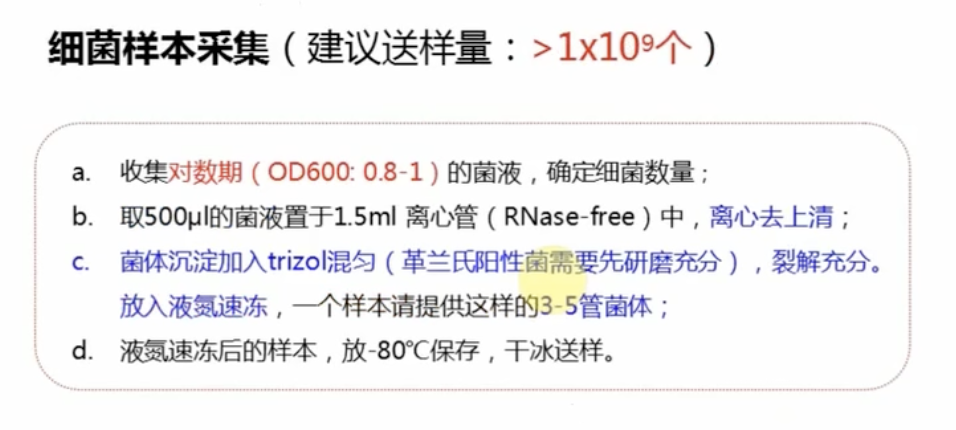 细菌样本采集（建议送样量：>1x10⁹个）
a. 收集对数期（OD600: 0.8-1）的菌液，确定细菌数量；
b. 取500μl的菌液置于1.5ml 离心管（RNase-free）中，离心去上清；
c. 菌体沉淀加入trizol混匀（革兰氏阳性菌需要先研磨充分），裂解充分。
放入液氮速冻，一个样本请提供这样的3-5管菌体；
d. 液氮速冻后的样本，放-80℃保存，干冰送样。